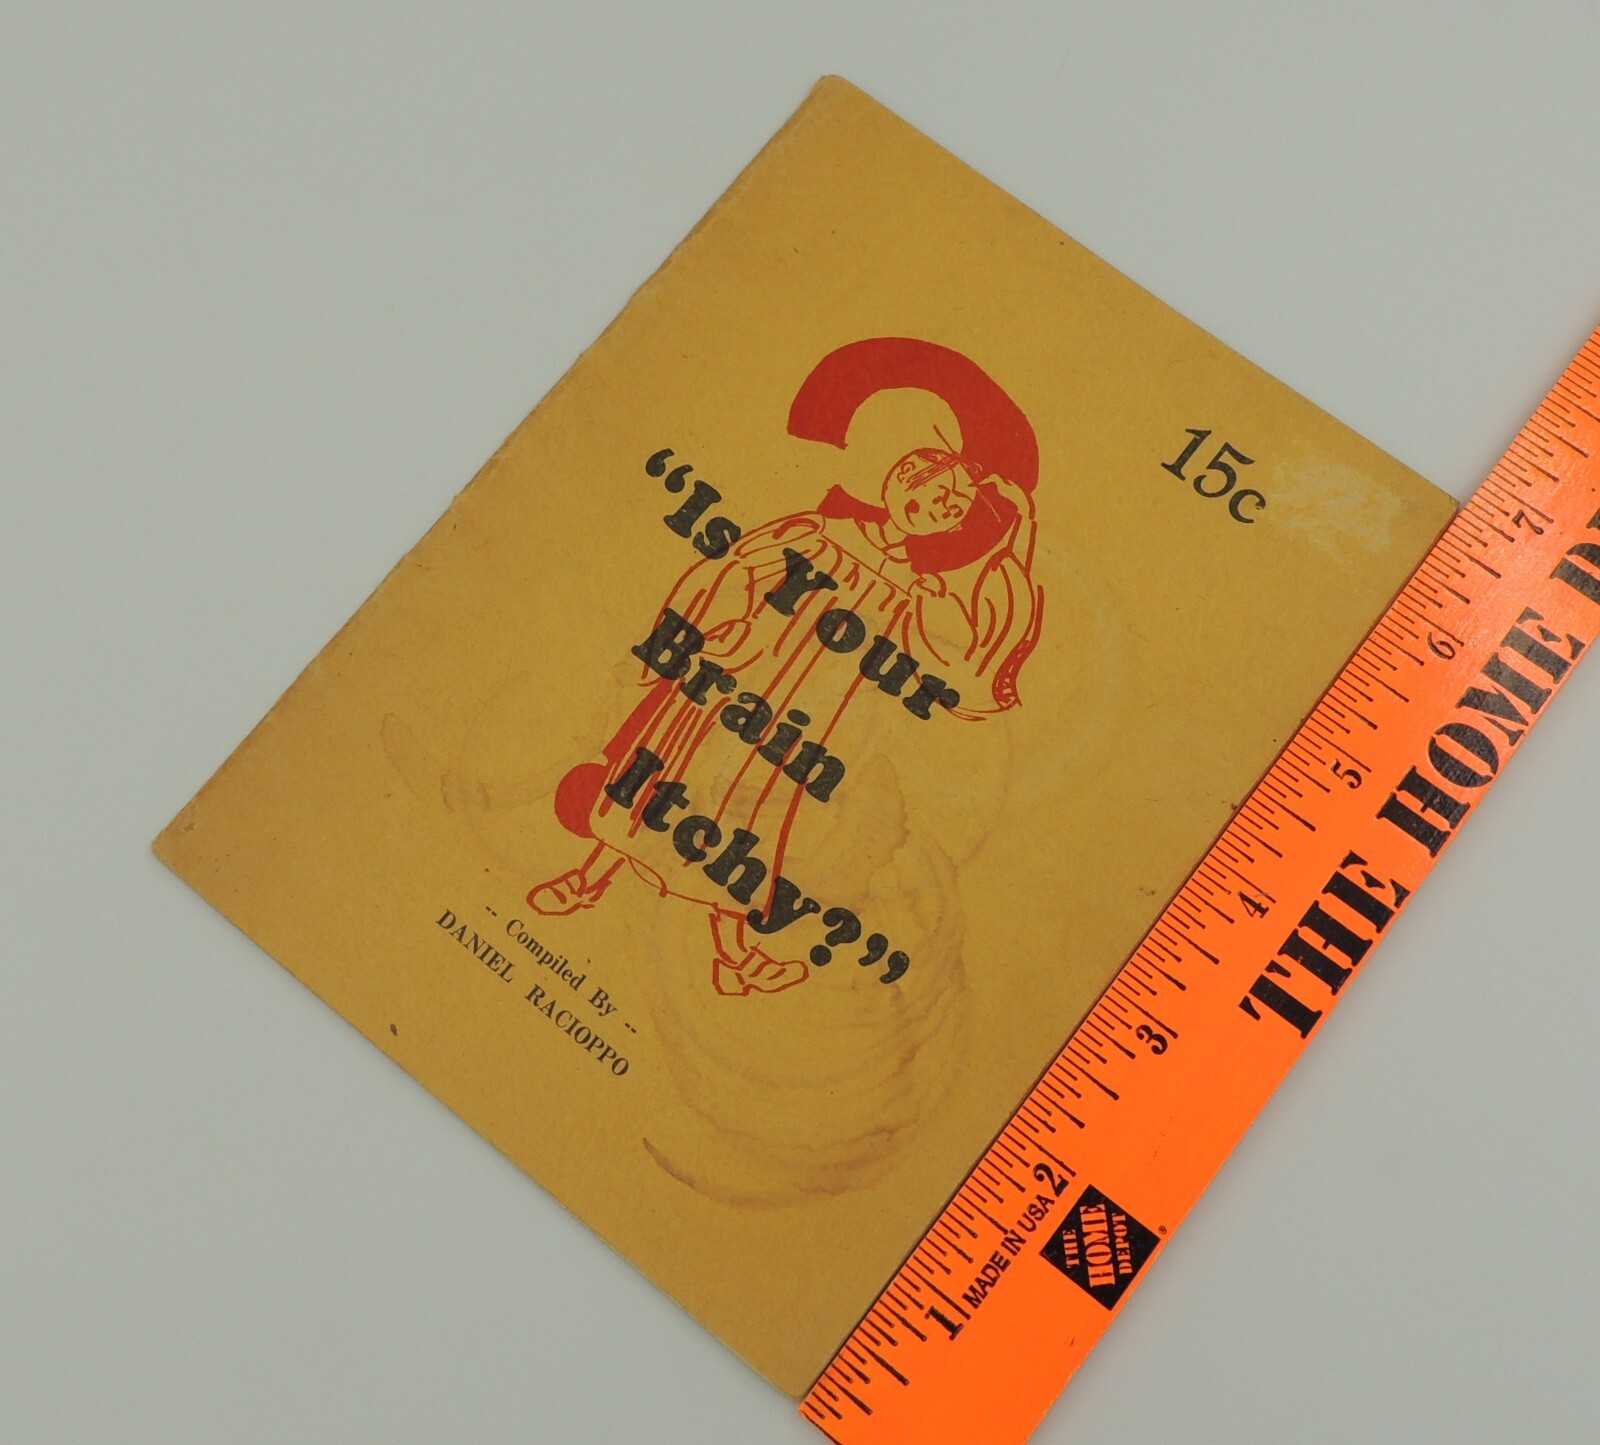 15c
“Is Your
Brain
Itchy?”
-- Compiled By --
DANIEL RACIOPPO
1 2 3 4 5 6 7
MADE IN USA
THE
HOME
DEPOT
®
THE HOME D